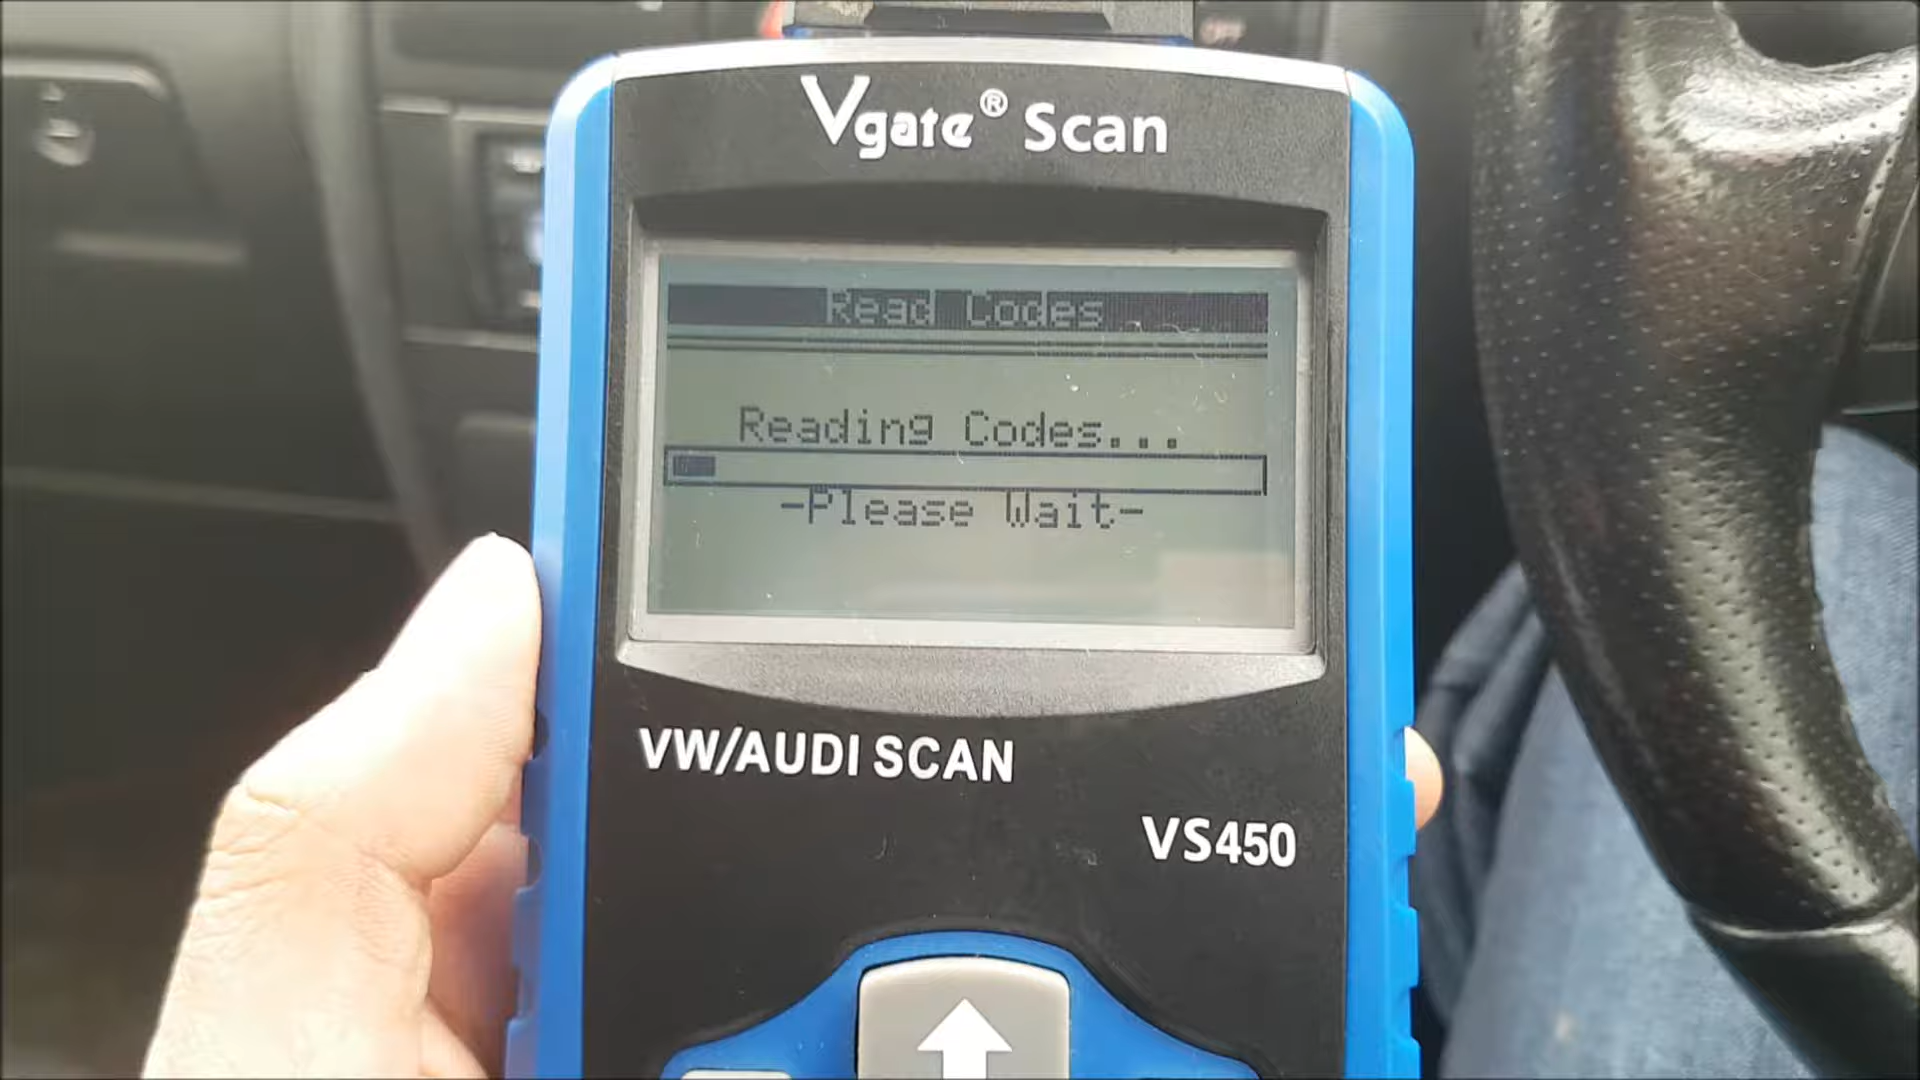 Vgate® Scan
Read Codes
Reading Codes...
-Please Wait-
VW/AUDI SCAN
VS450